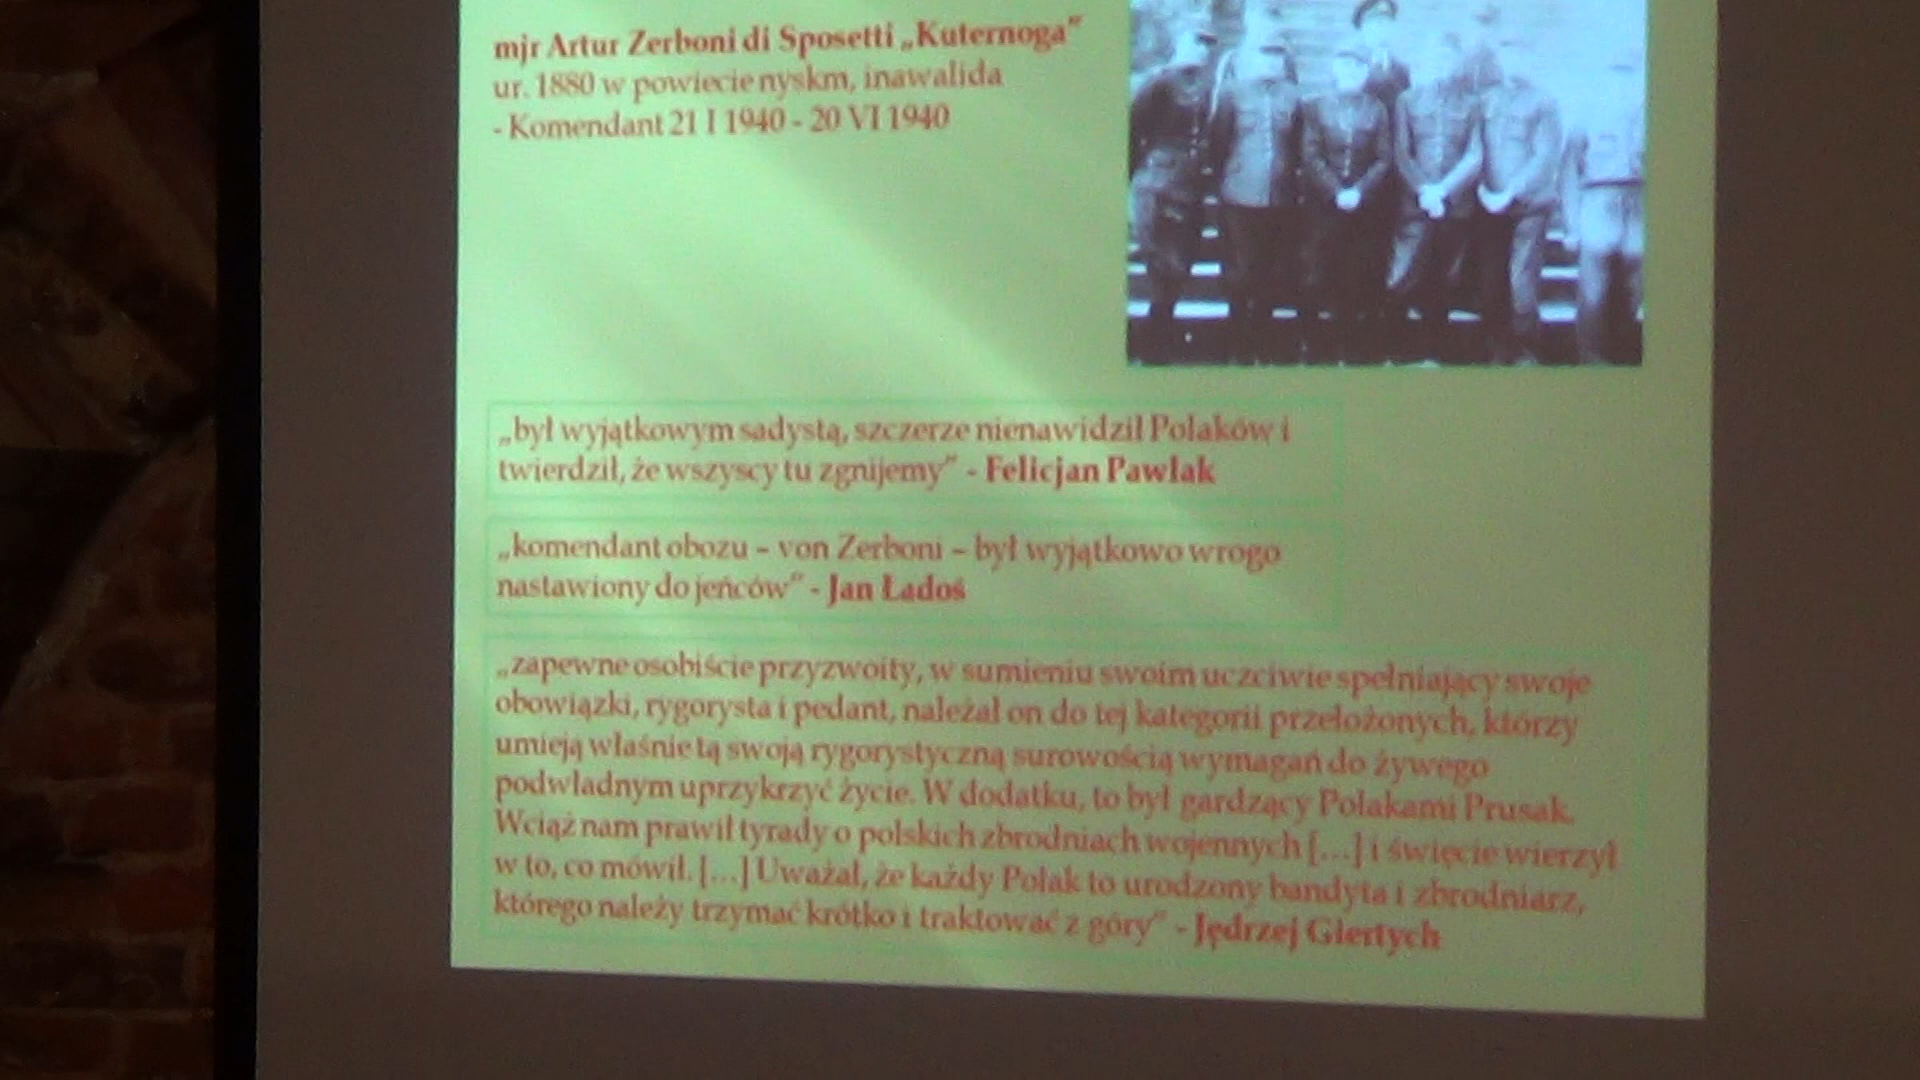 mjr Artur Zerboni di Sposetti „Kuternoga”
ur. 1880 w powiecie nyskm, inawalida
- Komendant 21 I 1940 - 20 VI 1940
„był wyjątkowym sadystą, szczerze nienawidził Polaków i
twierdził, że wszyscy tu zgnijemy” - Felicjan Pawlak
„komendant obozu – von Zerboni – był wyjątkowo wrogo
nastawiony do jeńców” - Jan Ładoś
„zapewne osobiście przyzwoity, w sumieniu swoim uczciwie spełniający swoje
obowiązki, rygorysta i pedant, należał on do tej kategorii przełożonych, którzy
umieją właśnie tą swoją rygorystyczną surowością wymagań do żywego
podwładnym uprzykrzyć życie. W dodatku, to był gardzący Polakami Prusak.
Wciąż nam prawił tyrady o polskich zbrodniach wojennych [...] i święcie wierzył
w to, co mówił. [...] Uważał, że każdy Polak to urodzony bandyta i zbrodniarz,
którego należy trzymać krótko i traktować z góry” - Jędrzej Giertych